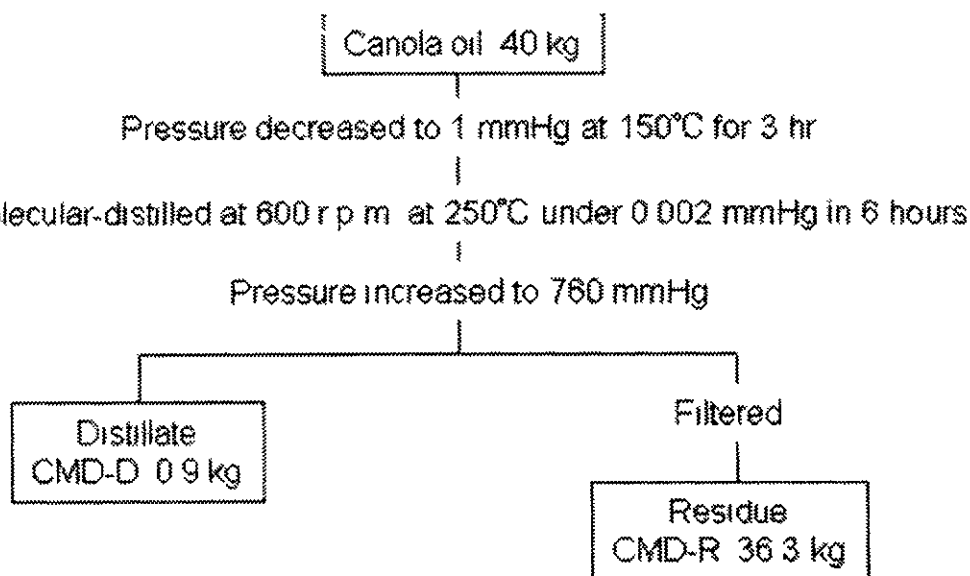 Canola oil 40 kg
Pressure decreased to 1 mmHg at 150°C for 3 hr
lecular-distilled at 600 r p m at 250°C under 0 002 mmHg in 6 hours
Pressure increased to 760 mmHg
Distillate
CMD-D 0 9 kg
Filtered
Residue
CMD-R 36 3 kg